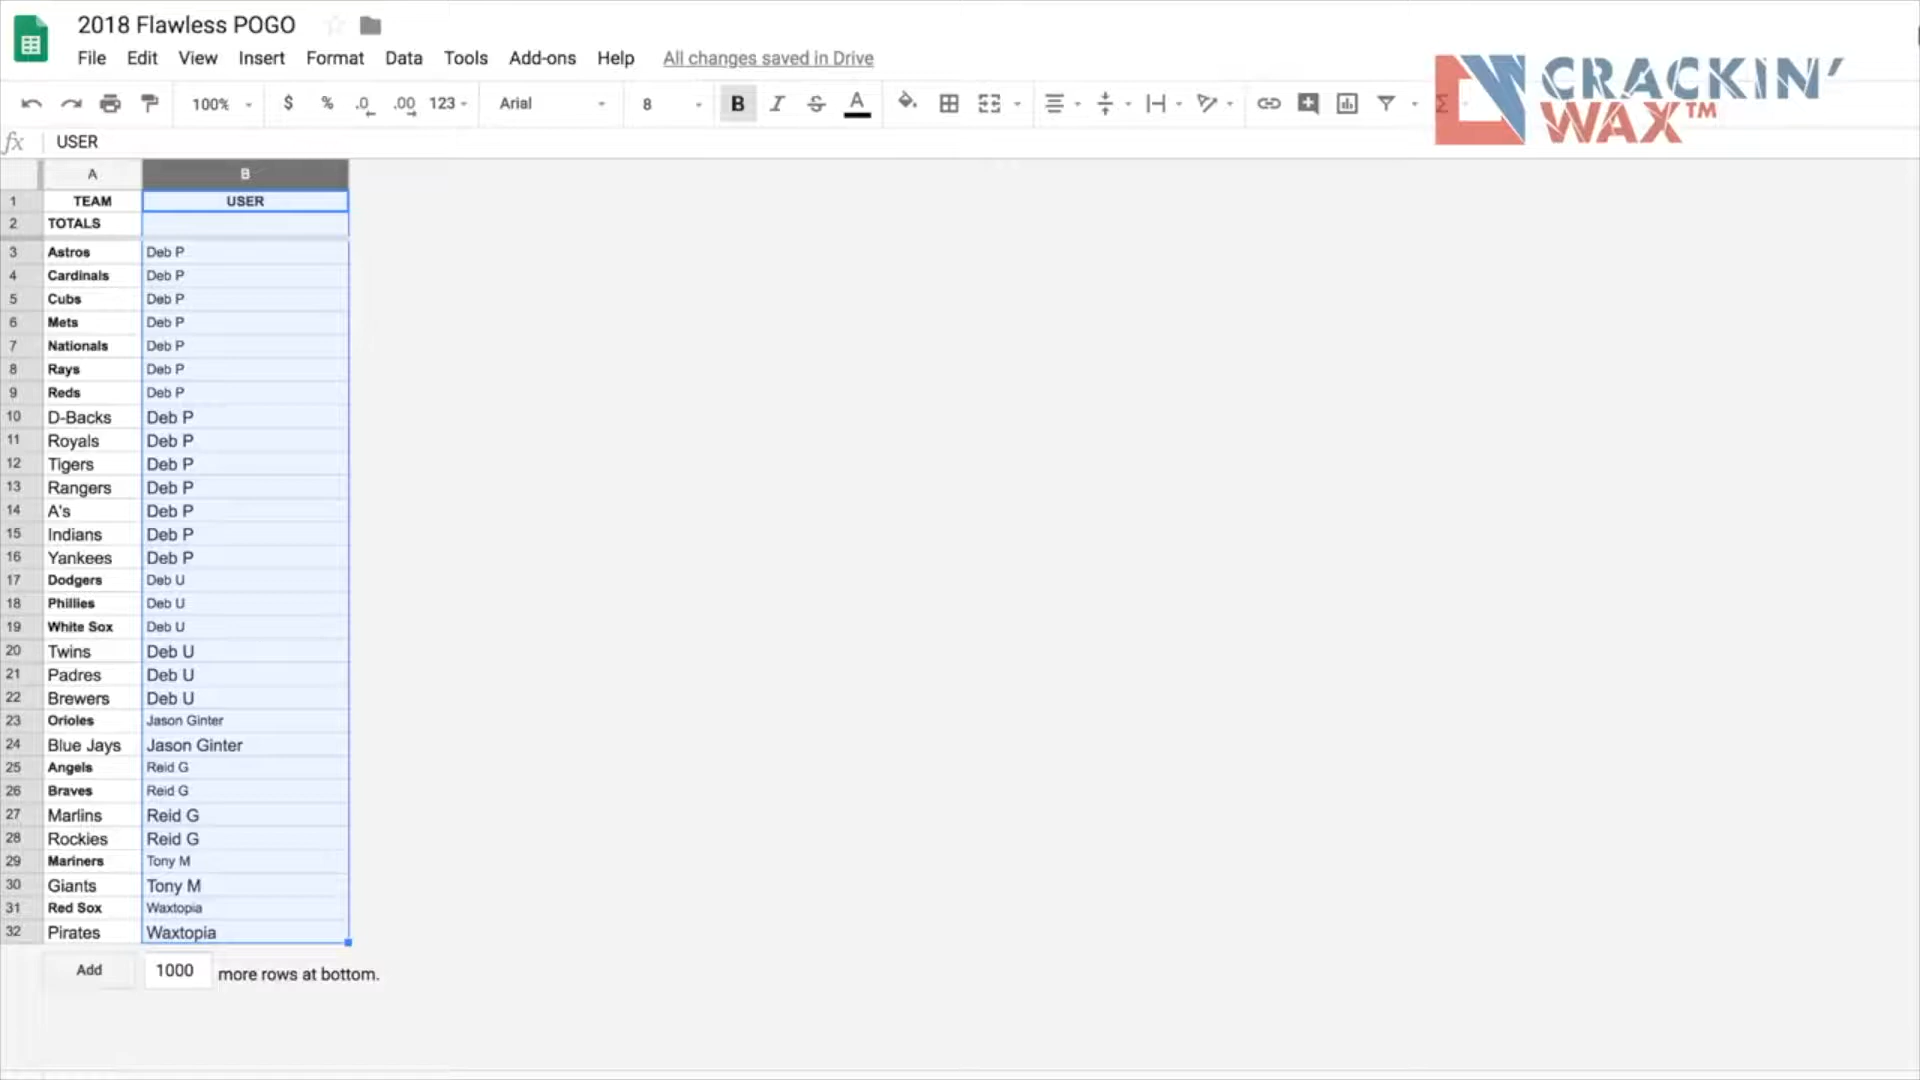 2018 Flawless POGO
File Edit View Insert Format Data Tools Add-ons Help All changes saved in Drive
CRACKIN'
WAX™
100% $ % .0 .00 123 Arial 8 B I S A Σ
fx USER
A B
1 TEAM USER
2 TOTALS
3 Astros Deb P
4 Cardinals Deb P
5 Cubs Deb P
6 Mets Deb P
7 Nationals Deb P
8 Rays Deb P
9 Reds Deb P
10 D-Backs Deb P
11 Royals Deb P
12 Tigers Deb P
13 Rangers Deb P
14 A's Deb P
15 Indians Deb P
16 Yankees Deb P
17 Dodgers Deb U
18 Phillies Deb U
19 White Sox Deb U
20 Twins Deb U
21 Padres Deb U
22 Brewers Deb U
23 Orioles Jason Ginter
24 Blue Jays Jason Ginter
25 Angels Reid G
26 Braves Reid G
27 Marlins Reid G
28 Rockies Reid G
29 Mariners Tony M
30 Giants Tony M
31 Red Sox Waxtopia
32 Pirates Waxtopia
Add 1000 more rows at bottom.